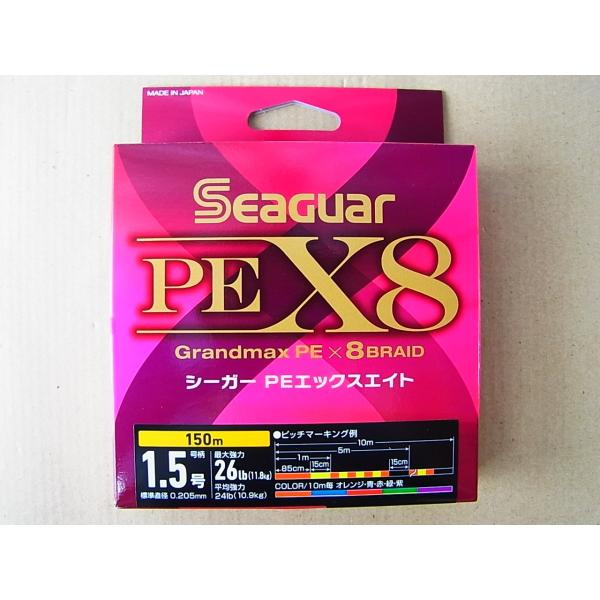 MADE IN JAPAN
SEAGUAR
PE X8
Grandmax PE×8BRAID
シーガー PEエックスエイト
150m
1.5号
号柄
標準直径 0.205mm
最大強力
26lb(11.8kg)
平均強力
24lb(10.9kg)
●ピッチマーキング例
10m
5m
1m
85cm
15cm
15cm
COLOR/10m毎 オレンジ・青・赤・緑・紫